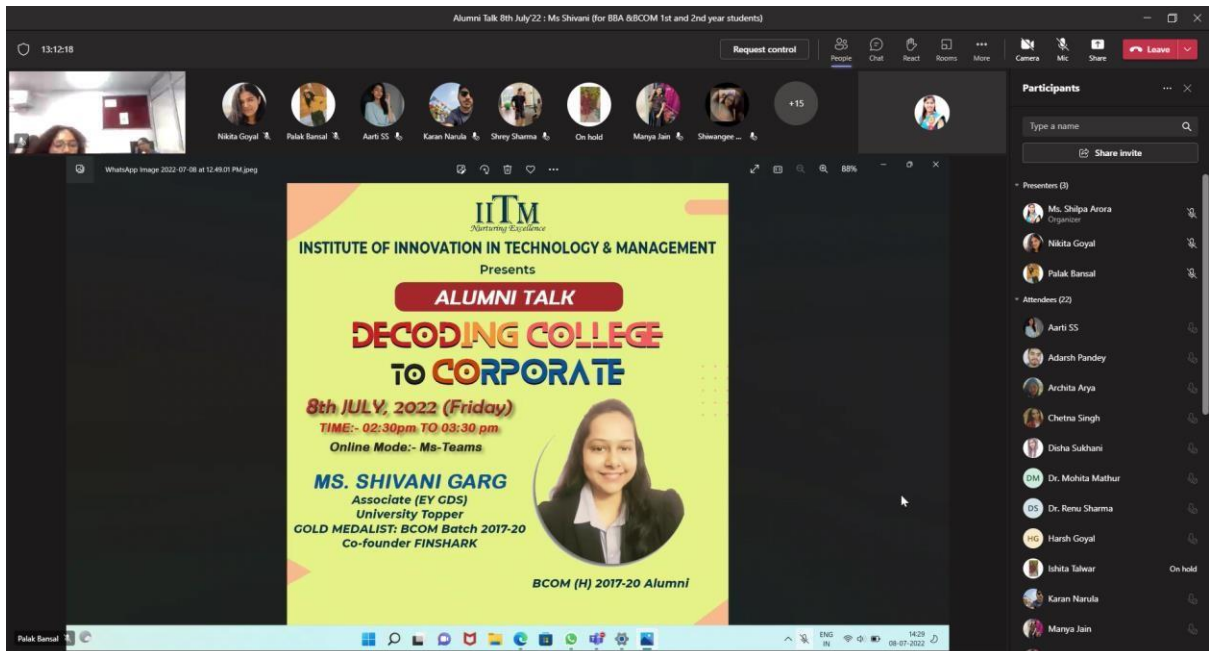 Alumni Talk 8th July'22 : Ms Shivani (for BBA &BCOM 1st and 2nd year students)
13:12:18
Request control
People
Chat
React
Rooms
More
Camera
Mic
Share
Leave
Nikita Goyal
Palak Bansal
Aarti SS
Karan Narula
Shrey Sharma
On hold
Manya Jain
Shiwangee ...
+15
WhatsApp Image 2022-07-08 at 12.49.01 PM.jpeg
88%
IITM
Nurturing Excellence
INSTITUTE OF INNOVATION IN TECHNOLOGY & MANAGEMENT
Presents
ALUMNI TALK
DECODING COLLEGE
TO CORPORATE
8th JULY, 2022 (Friday)
TIME:- 02:30pm TO 03:30 pm
Online Mode:- Ms-Teams
MS. SHIVANI GARG
Associate (EY GDS)
University Topper
GOLD MEDALIST: BCOM Batch 2017-20
Co-founder FINSHARK
BCOM (H) 2017-20 Alumni
Palak Bansal
ENG
IN
14:29
08-07-2022
Participants
Type a name
Share invite
Presenters (3)
Ms. Shilpa Arora
Organizer
Nikita Goyal
Palak Bansal
Attendees (22)
Aarti SS
Adarsh Pandey
Archita Arya
Chetna Singh
Disha Sukhani
DM Dr. Mohita Mathur
DS Dr. Renu Sharma
HG Harsh Goyal
Ishita Talwar On hold
Karan Narula
Manya Jain